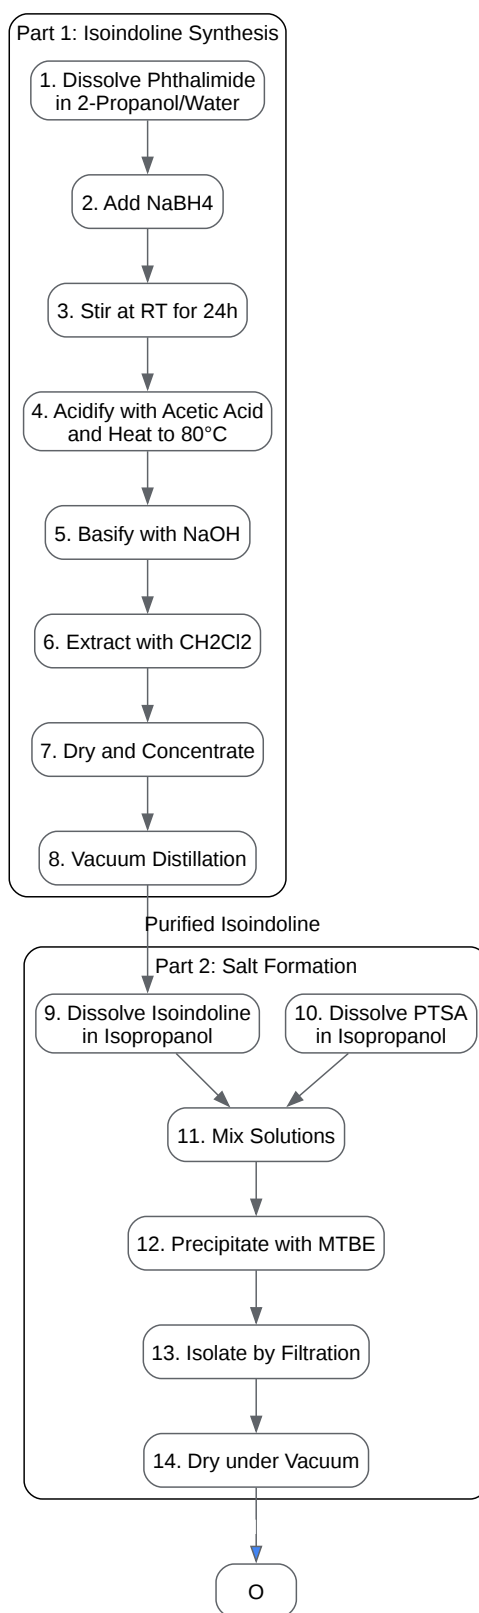 Part 1: Isoindoline Synthesis
1. Dissolve Phthalimide
in 2-Propanol/Water
2. Add NaBH4
3. Stir at RT for 24h
4. Acidify with Acetic Acid
and Heat to 80°C
5. Basify with NaOH
6. Extract with CH2Cl2
7. Dry and Concentrate
8. Vacuum Distillation
Purified Isoindoline
Part 2: Salt Formation
9. Dissolve Isoindoline
in Isopropanol
10. Dissolve PTSA
in Isopropanol
11. Mix Solutions
12. Precipitate with MTBE
13. Isolate by Filtration
14. Dry under Vacuum
O